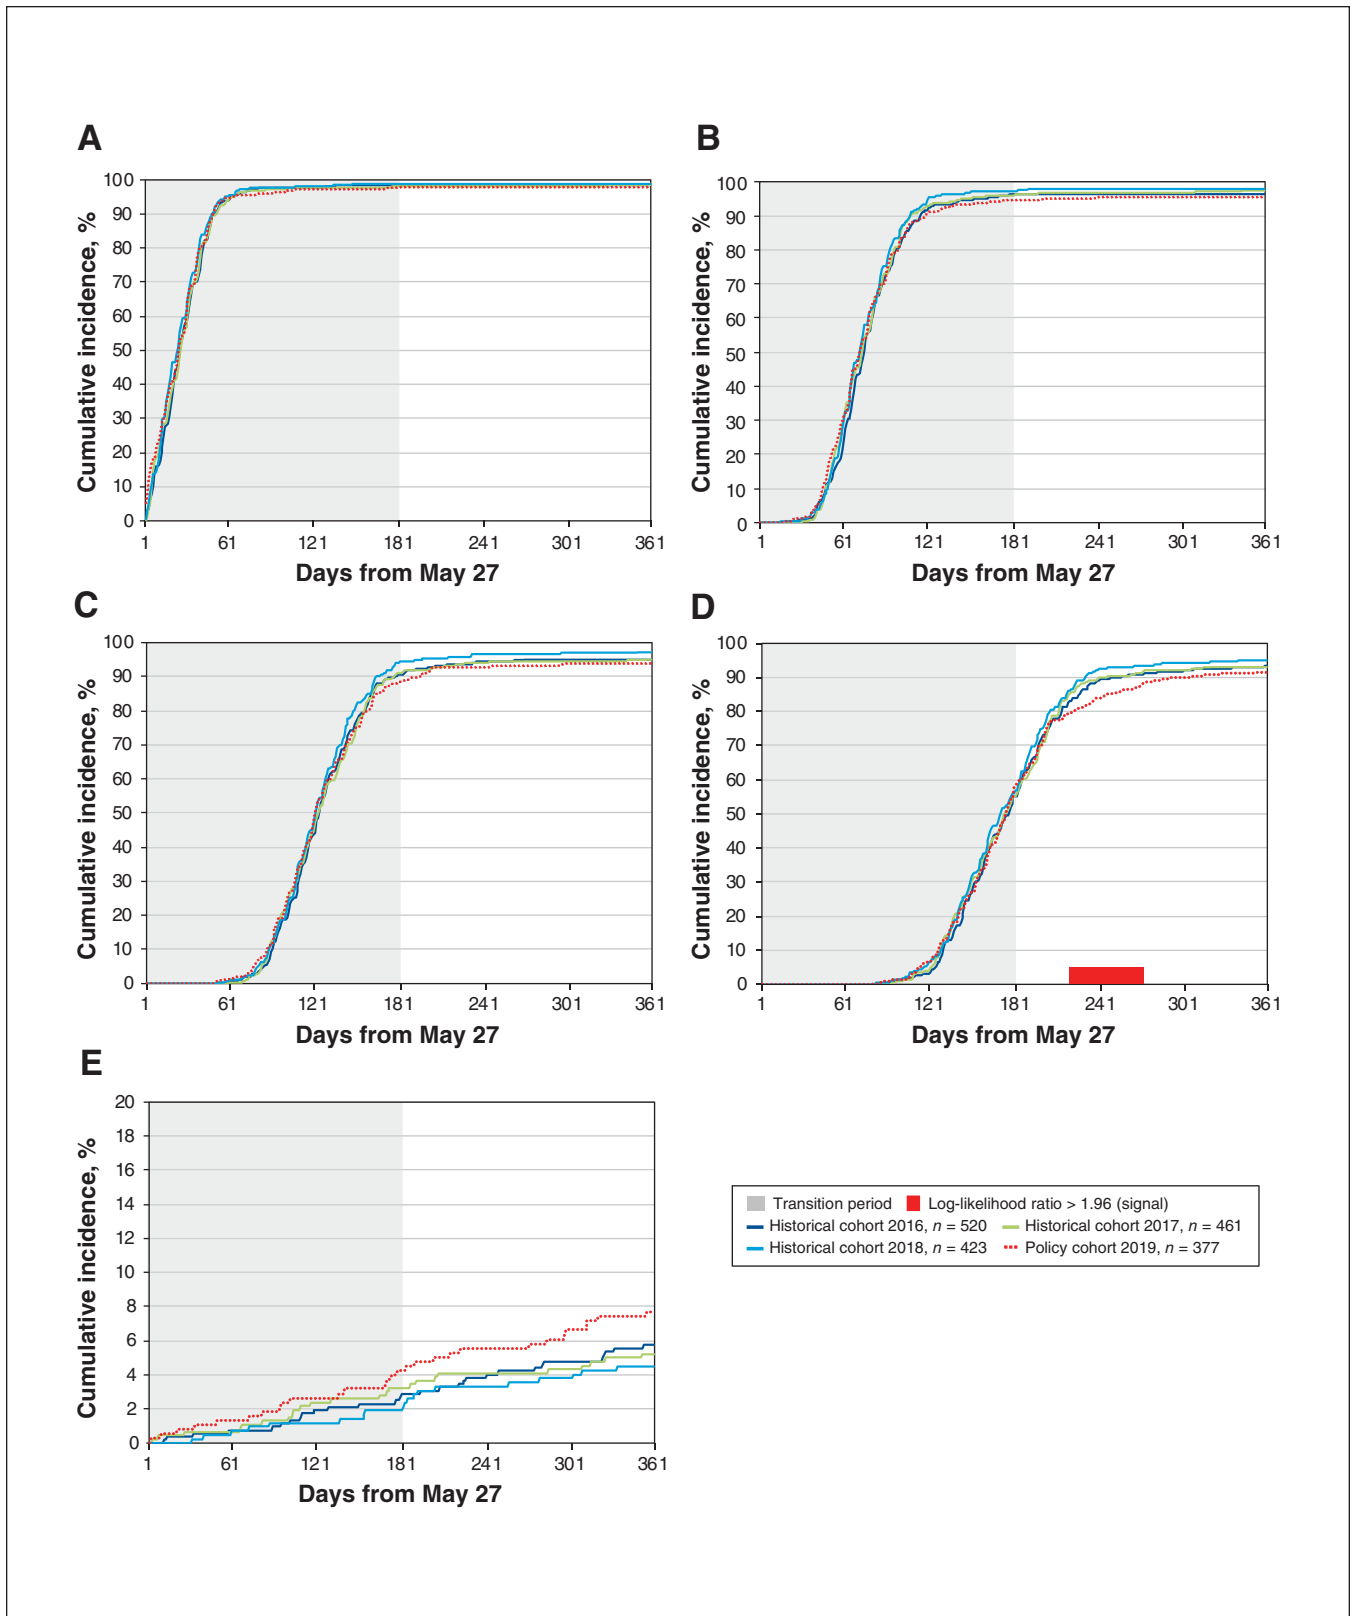 A
Cumulative incidence, %
100
90
80
70
60
50
40
30
20
10
0
1 61 121 181 241 301 361
Days from May 27
B
Cumulative incidence, %
100
90
80
70
60
50
40
30
20
10
0
1 61 121 181 241 301 361
Days from May 27
C
Cumulative incidence, %
100
90
80
70
60
50
40
30
20
10
0
1 61 121 181 241 301 361
Days from May 27
D
Cumulative incidence, %
100
90
80
70
60
50
40
30
20
10
0
1 61 121 181 241 301 361
Days from May 27
E
Cumulative incidence, %
20
18
16
14
12
10
8
6
4
2
0
1 61 121 181 241 301 361
Days from May 27
Transition period Log-likelihood ratio > 1.96 (signal)
Historical cohort 2016, n = 520 Historical cohort 2017, n = 461
Historical cohort 2018, n = 423 Policy cohort 2019, n = 377